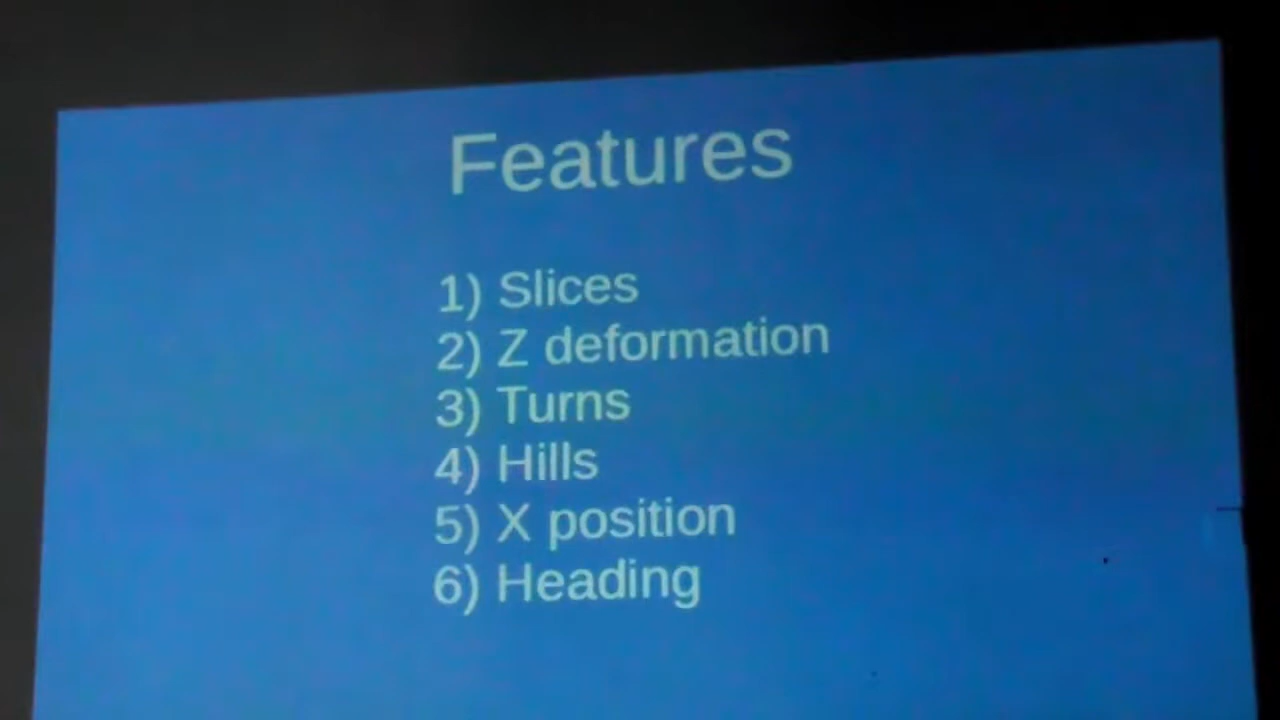 Features
1) Slices
2) Z deformation
3) Turns
4) Hills
5) X position
6) Heading